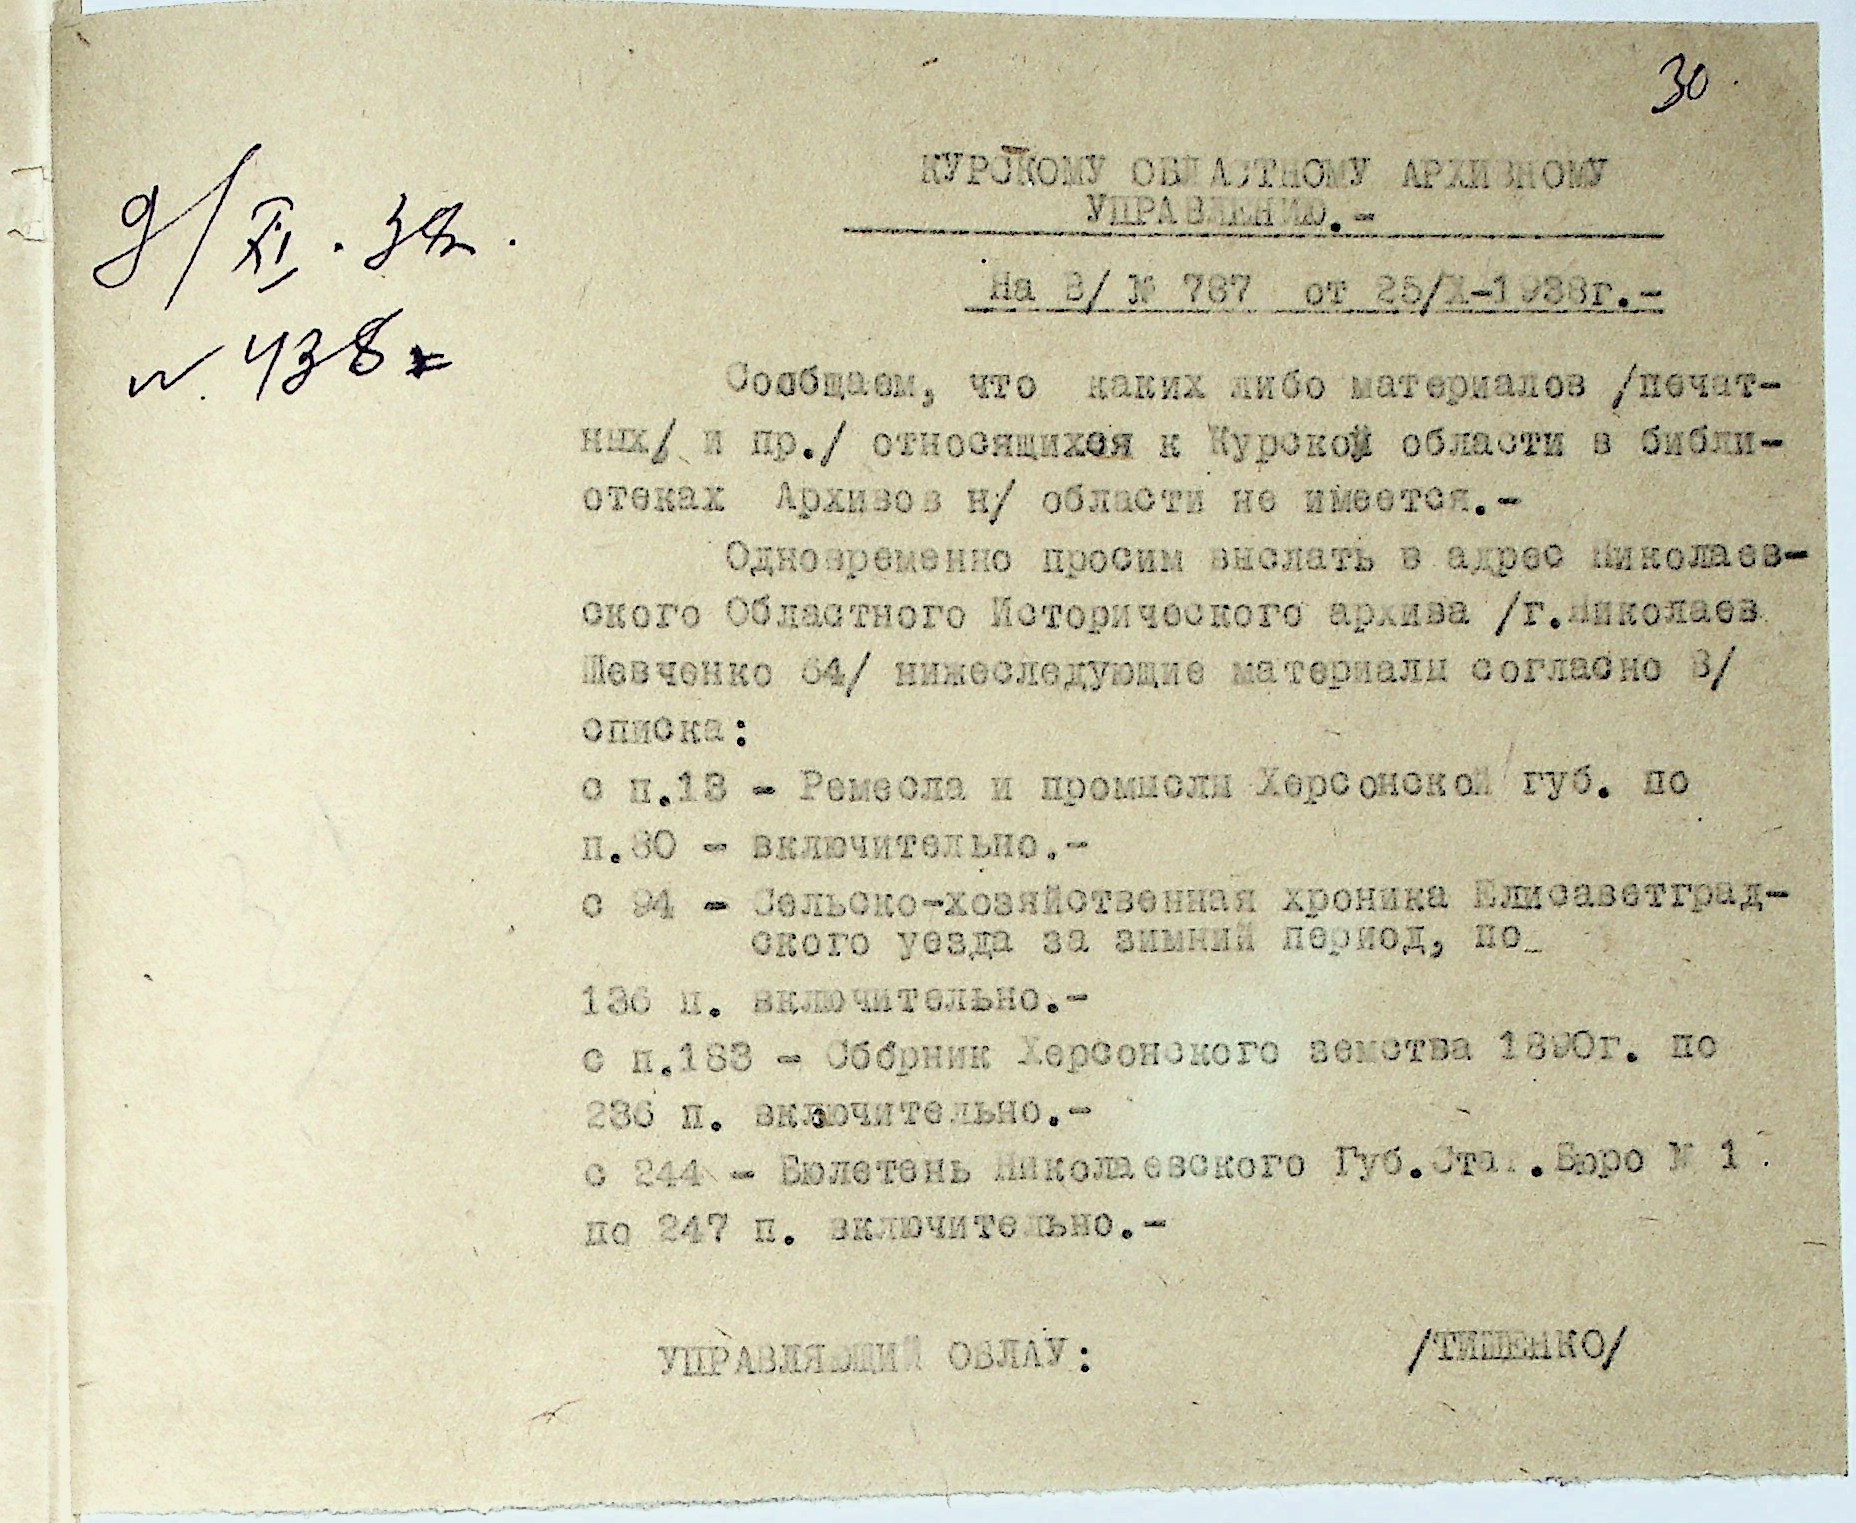 30.
9/XI.38.
N. 438
КУРСКОМУ ОБЛАСТНОМУ АРХИВНОМУ
УПРАВЛЕНИЮ.-
На В/ № 787 от 25/X-1938г.-
Сообщаем, что каких либо материалов /печат-
ных/ и пр./ относящихся к Курской области в библи-
отеках Архивов н/ области не имеется.-
Одновременно просим выслать в адрес Николаев-
ского Областного Исторического архива /г.Николаев
Шевченко 64/ нижеследующие материалы согласно В/
списка:
с п.13 - Ремесла и промыслы Херсонской губ. по
п.80 - включительно.-
с 94 - Сельско-хозяйственная хроника Елисаветград-
ского уезда за зимний период, по
136 п. включительно.-
с п.183 - Сборник Херсонского земства 1890г. по
236 п. включительно.-
с 244 - Бюлетень Николаевского Губ.Стат.Бюро № 1
по 247 п. включительно.-
УПРАВЛЯЮЩИЙ ОБЛАУ: /ТИШЕНКО/